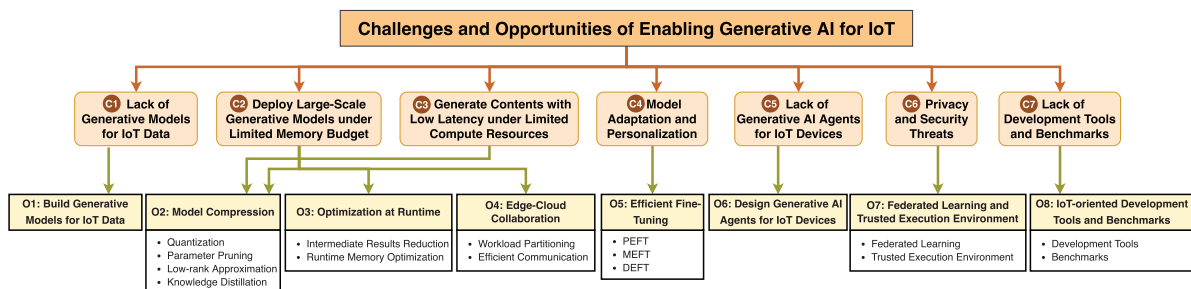 Challenges and Opportunities of Enabling Generative AI for IoT
C1 Lack of
Generative Models
for IoT Data
C2 Deploy Large-Scale
Generative Models under
Limited Memory Budget
C3 Generate Contents with
Low Latency under Limited
Compute Resources
C4 Model
Adaptation and
Personalization
C5 Lack of
Generative AI Agents
for IoT Devices
C6 Privacy
and Security
Threats
C7 Lack of
Development Tools
and Benchmarks
O1: Build Generative
Models for IoT Data
O2: Model Compression
• Quantization
• Parameter Pruning
• Low-rank Approximation
• Knowledge Distillation
O3: Optimization at Runtime
• Intermediate Results Reduction
• Runtime Memory Optimization
O4: Edge-Cloud
Collaboration
• Workload Partitioning
• Efficient Communication
O5: Efficient Fine-
Tuning
• PEFT
• MEFT
• DEFT
O6: Design Generative AI
Agents for IoT Devices
O7: Federated Learning and
Trusted Execution Environment
• Federated Learning
• Trusted Execution Environment
O8: IoT-oriented Development
Tools and Benchmarks
• Development Tools
• Benchmarks